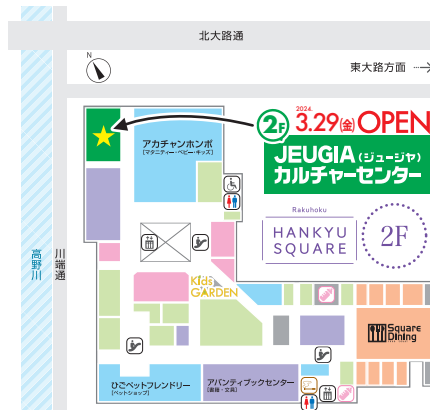 北大路通
N
東大路方面
2024.
3.29(金)OPEN
2F
JEUGIA(ジュージヤ)
カルチャーセンター
アカチャンホンポ
[マタニティー・ベビー・キッズ]
Rakuhoku
HANKYU
SQUARE
2F
高野川
川端通
Kids
GARDEN
Square
Dining
ひごペットフレンドリー
[ペットショップ]
アバンティブックセンター
[書籍・文具]